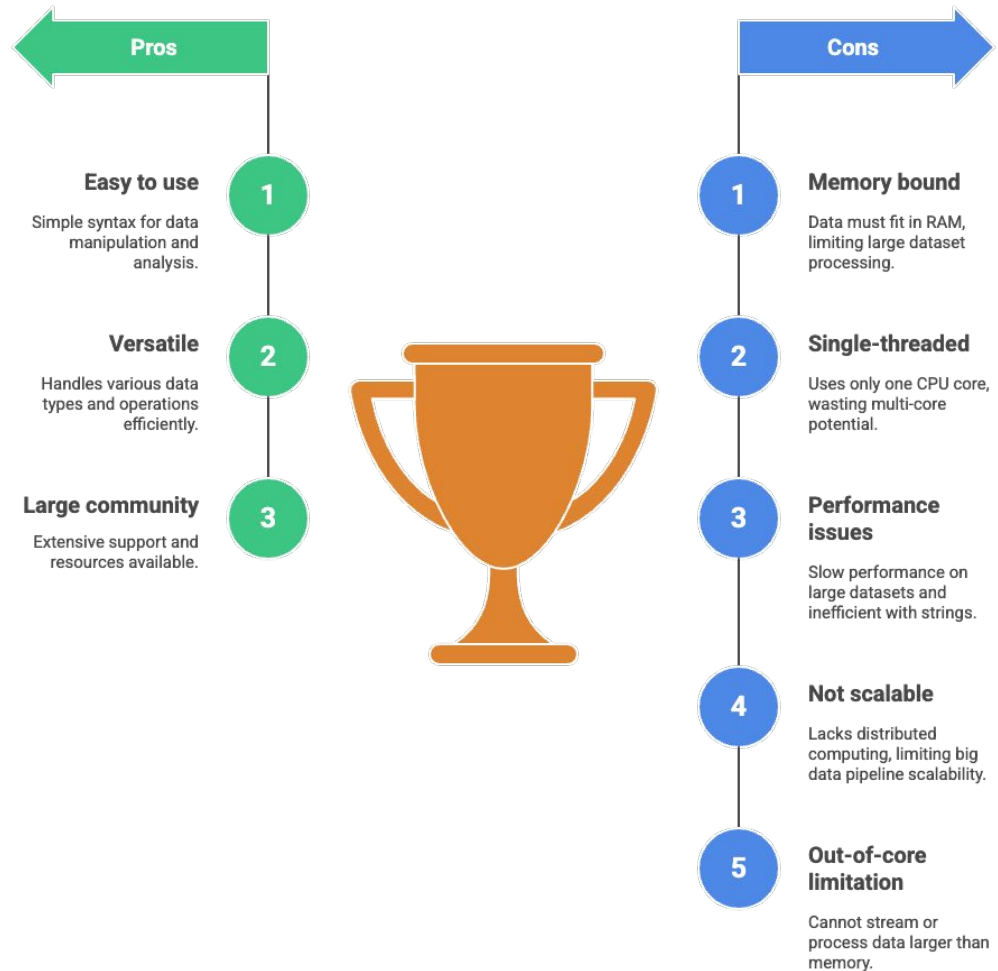 Pros
1
Easy to use
Simple syntax for data
manipulation and
analysis.
2
Versatile
Handles various data
types and operations
efficiently.
3
Large community
Extensive support and
resources available.
Cons
1
Memory bound
Data must fit in RAM,
limiting large dataset
processing.
2
Single-threaded
Uses only one CPU core,
wasting multi-core
potential.
3
Performance
issues
Slow performance on
large datasets and
inefficient with strings.
4
Not scalable
Lacks distributed
computing, limiting big
data pipeline scalability.
5
Out-of-core
limitation
Cannot stream or
process data larger than
memory.